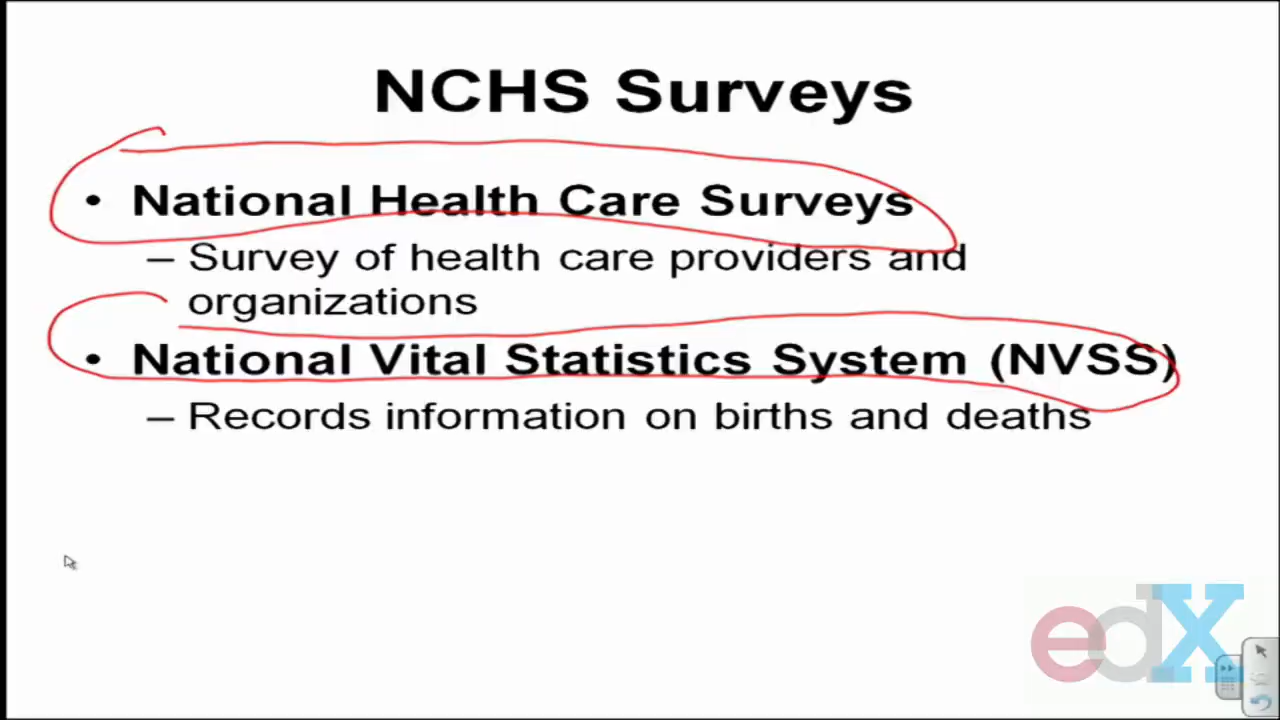 NCHS Surveys
• National Health Care Surveys
– Survey of health care providers and
organizations
• National Vital Statistics System (NVSS)
– Records information on births and deaths
edX